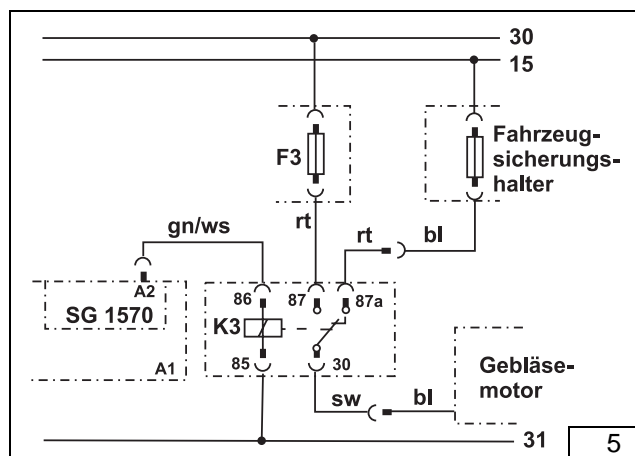 30
15
F3
Fahrzeug-
sicherungs-
halter
rt
gn/ws
rt
bl
A2
SG 1570
A1
86
87
87a
K3
85
30
Gebläse-
motor
sw
bl
31
5